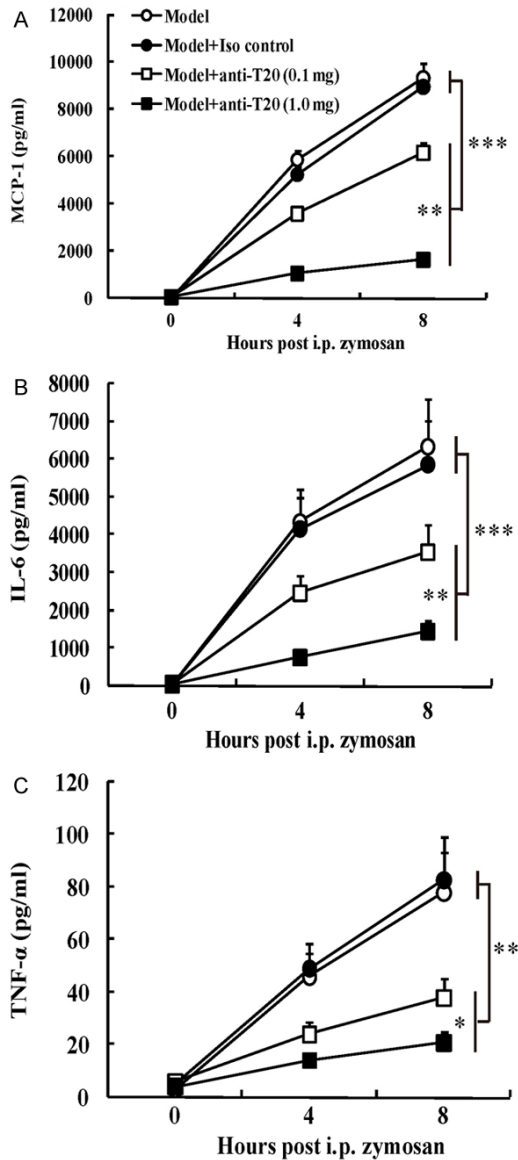 A
Model
Model+Iso control
Model+anti-T20 (0.1 mg)
Model+anti-T20 (1.0 mg)
MCP-1 (pg/ml)
12000
10000
8000
6000
4000
2000
0
***
**
0 4 8
Hours post i.p. zymosan
B
IL-6 (pg/ml)
8000
7000
6000
5000
4000
3000
2000
1000
0
***
**
0 4 8
Hours post i.p. zymosan
C
TNF-α (pg/ml)
120
100
80
60
40
20
0
**
*
0 4 8
Hours post i.p. zymosan